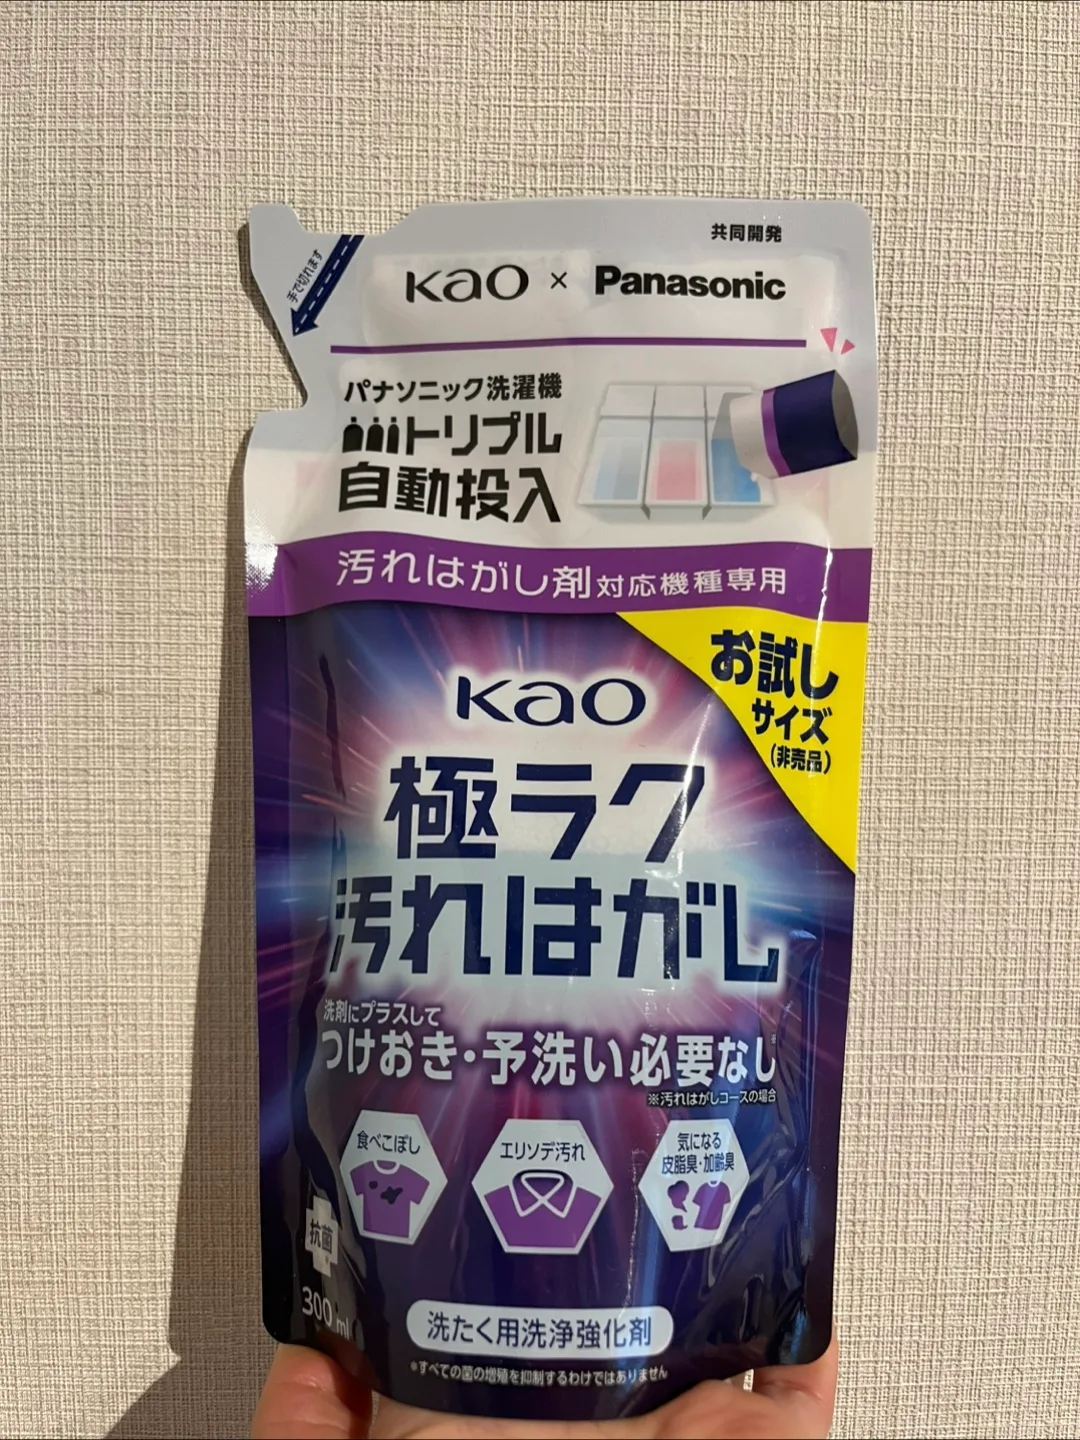 共同開発
手で切れます
Kao × Panasonic
パナソニック洗濯機
トリプル
自動投入
汚れはがし剤対応機種専用
お試し
サイズ
(非売品)
Kao
極ラク
汚れはがし
洗剤にプラスして
つけおき・予洗い必要なし※
※汚れはがしコースの場合
食べこぼし
エリソデ汚れ
気になる
皮脂臭・加齢臭
抗菌
300 ml
洗たく用洗浄強化剤
*すべての菌の増殖を抑制するわけではありません